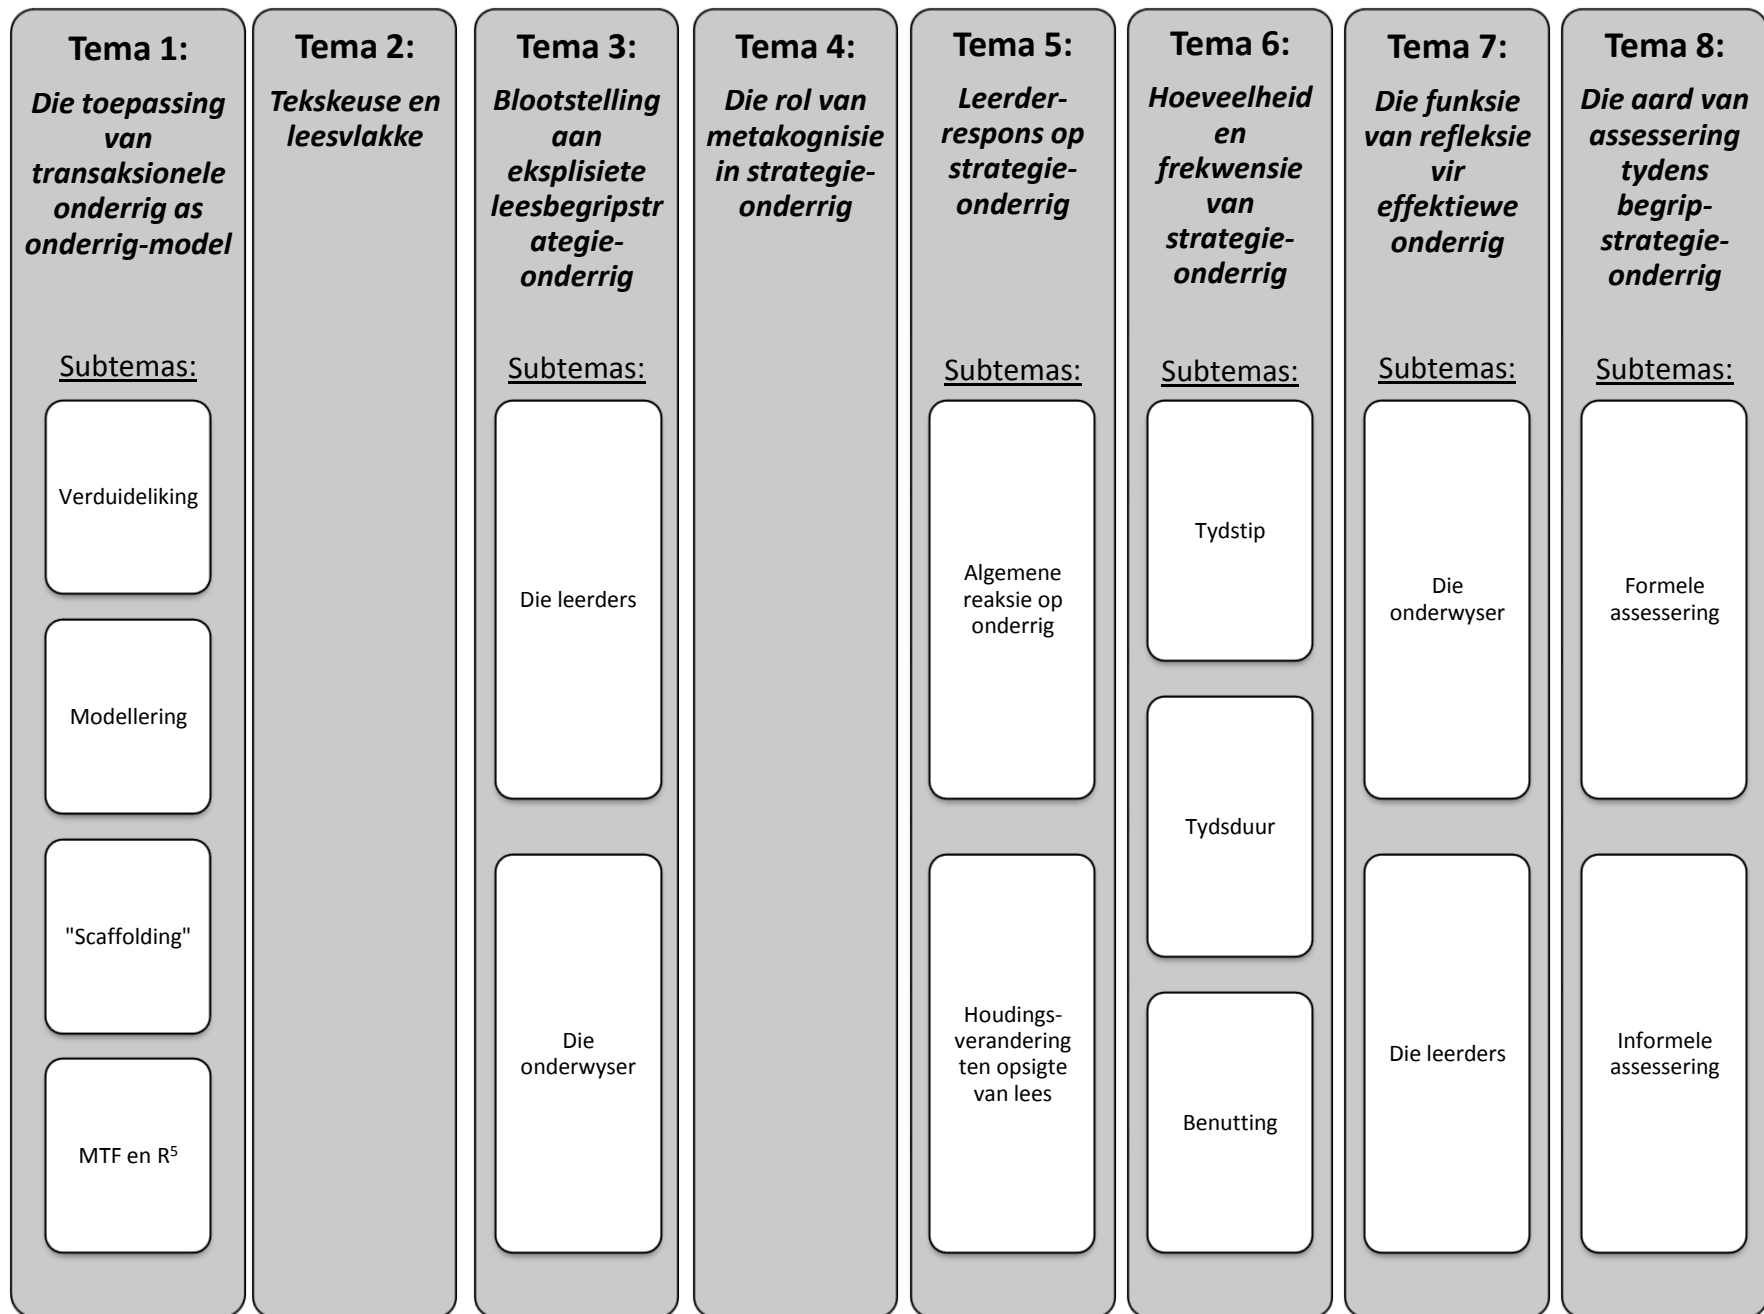 Tema 1:
Die toepassing
van
transaksionele
onderrig as
onderrig-model
Subtemas:
Verduideliking
Modellering
"Scaffolding"
MTF en R⁵
Tema 2:
Tekskeuse en
leesvlakke
Tema 3:
Blootstelling
aan
eksplisiete
leesbegripstr
ategie-
onderrig
Subtemas:
Die leerders
Die
onderwyser
Tema 4:
Die rol van
metakognisie
in strategie-
onderrig
Tema 5:
Leerder-
respons op
strategie-
onderrig
Subtemas:
Algemene
reaksie op
onderrig
Houdings-
verandering
ten opsigte
van lees
Tema 6:
Hoeveelheid
en
frekwensie
van
strategie-
onderrig
Subtemas:
Tydstip
Tydsduur
Benutting
Tema 7:
Die funksie
van refleksie
vir
effektiewe
onderrig
Subtemas:
Die
onderwyser
Die leerders
Tema 8:
Die aard van
assessering
tydens
begrip-
strategie-
onderrig
Subtemas:
Formele
assessering
Informele
assessering